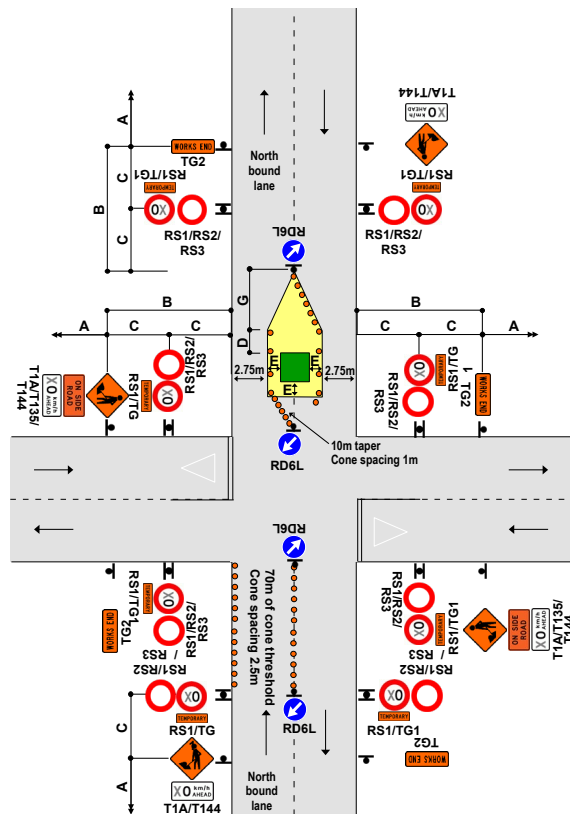 A
C
B
C
WORKS END
TG2
RS1/TG1
TEMPORARY
X0
RS1/RS2/
RS3
North
bound
lane
RD6L
T1A/T144
X0 km/h
AHEAD
RS1/TG1
TEMPORARY
X0
RS1/RS2/
RS3
G
D
B
A
C
C
B
C
C
A
T1A/T135/
T144
X0 km/h
AHEAD
ON SIDE
ROAD
RS1/TG
TEMPORARY
X0
RS1/RS2/
RS3
2.75m
E
E
E
2.75m
X0
TEMPORARY
RS1/TG
1
RS1/RS2/
RS3
TG2
WORKS END
10m taper
Cone spacing 1m
RD6L
RD6L
70m of cone threshold
Cone spacing 2.5m
WORKS END
TG2
RS1/TG1
TEMPORARY
X0
RS1/RS2/
RS3
RS1/RS2/
RS3
X0
TEMPORARY
RS1/TG1
ON SIDE
ROAD
X0 km/h
AHEAD
T1A/T135/
T144
RS1/RS2
/ RS3
X0
TEMPORARY
RS1/TG
C
A
X0 km/h
AHEAD
T1A/T144
North
bound
lane
RD6L
RS1/RS2
/ RS3
X0
TEMPORARY
RS1/TG1
TG2
WORKS END